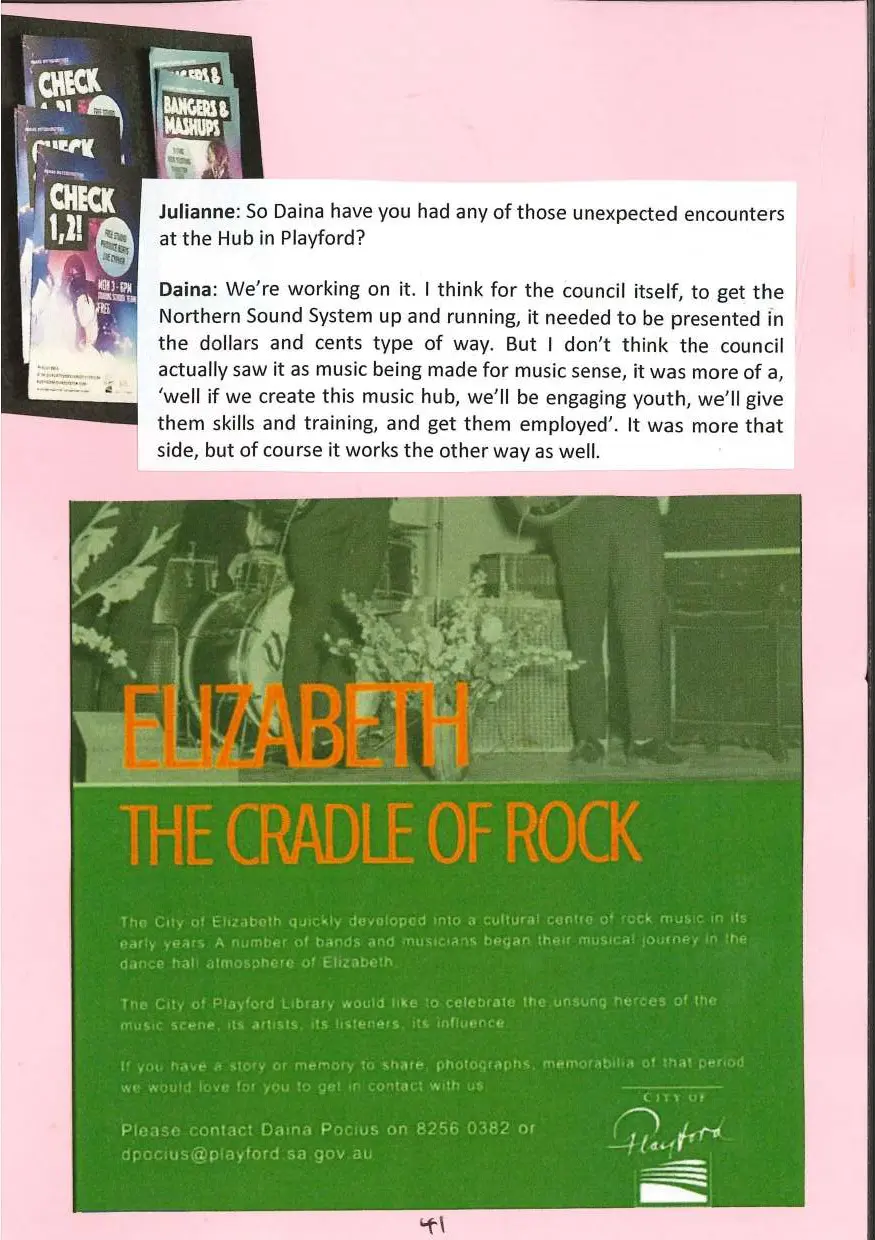 CHECK
CHECK
CHECK
1,2!
FREE STUDIO
PRODUCE BEATS
LIVE CYPHER
MON 3 - 6PM
FREE
BANGERS &
MASHUPS
Julianne: So Daina have you had any of those unexpected encounters
at the Hub in Playford?
Daina: We're working on it. I think for the council itself, to get the
Northern Sound System up and running, it needed to be presented in
the dollars and cents type of way. But I don't think the council
actually saw it as music being made for music sense, it was more of a,
'well if we create this music hub, we'll be engaging youth, we'll give
them skills and training, and get them employed'. It was more that
side, but of course it works the other way as well.
ELIZABETH
THE CRADLE OF ROCK
The City of Elizabeth quickly developed into a cultural centre of rock music in its
early years. A number of bands and musicians began their musical journey in the
dance hall atmosphere of Elizabeth.
The City of Playford Library would like to celebrate the unsung heroes of the
music scene, its artists, its listeners, its influence.
If you have a story or memory to share, photographs, memorabilia of that period
we would love for you to get in contact with us.
Please contact Daina Pocius on 8256 0382 or
dpocius@playford.sa.gov.au
CITY OF
Playford
41